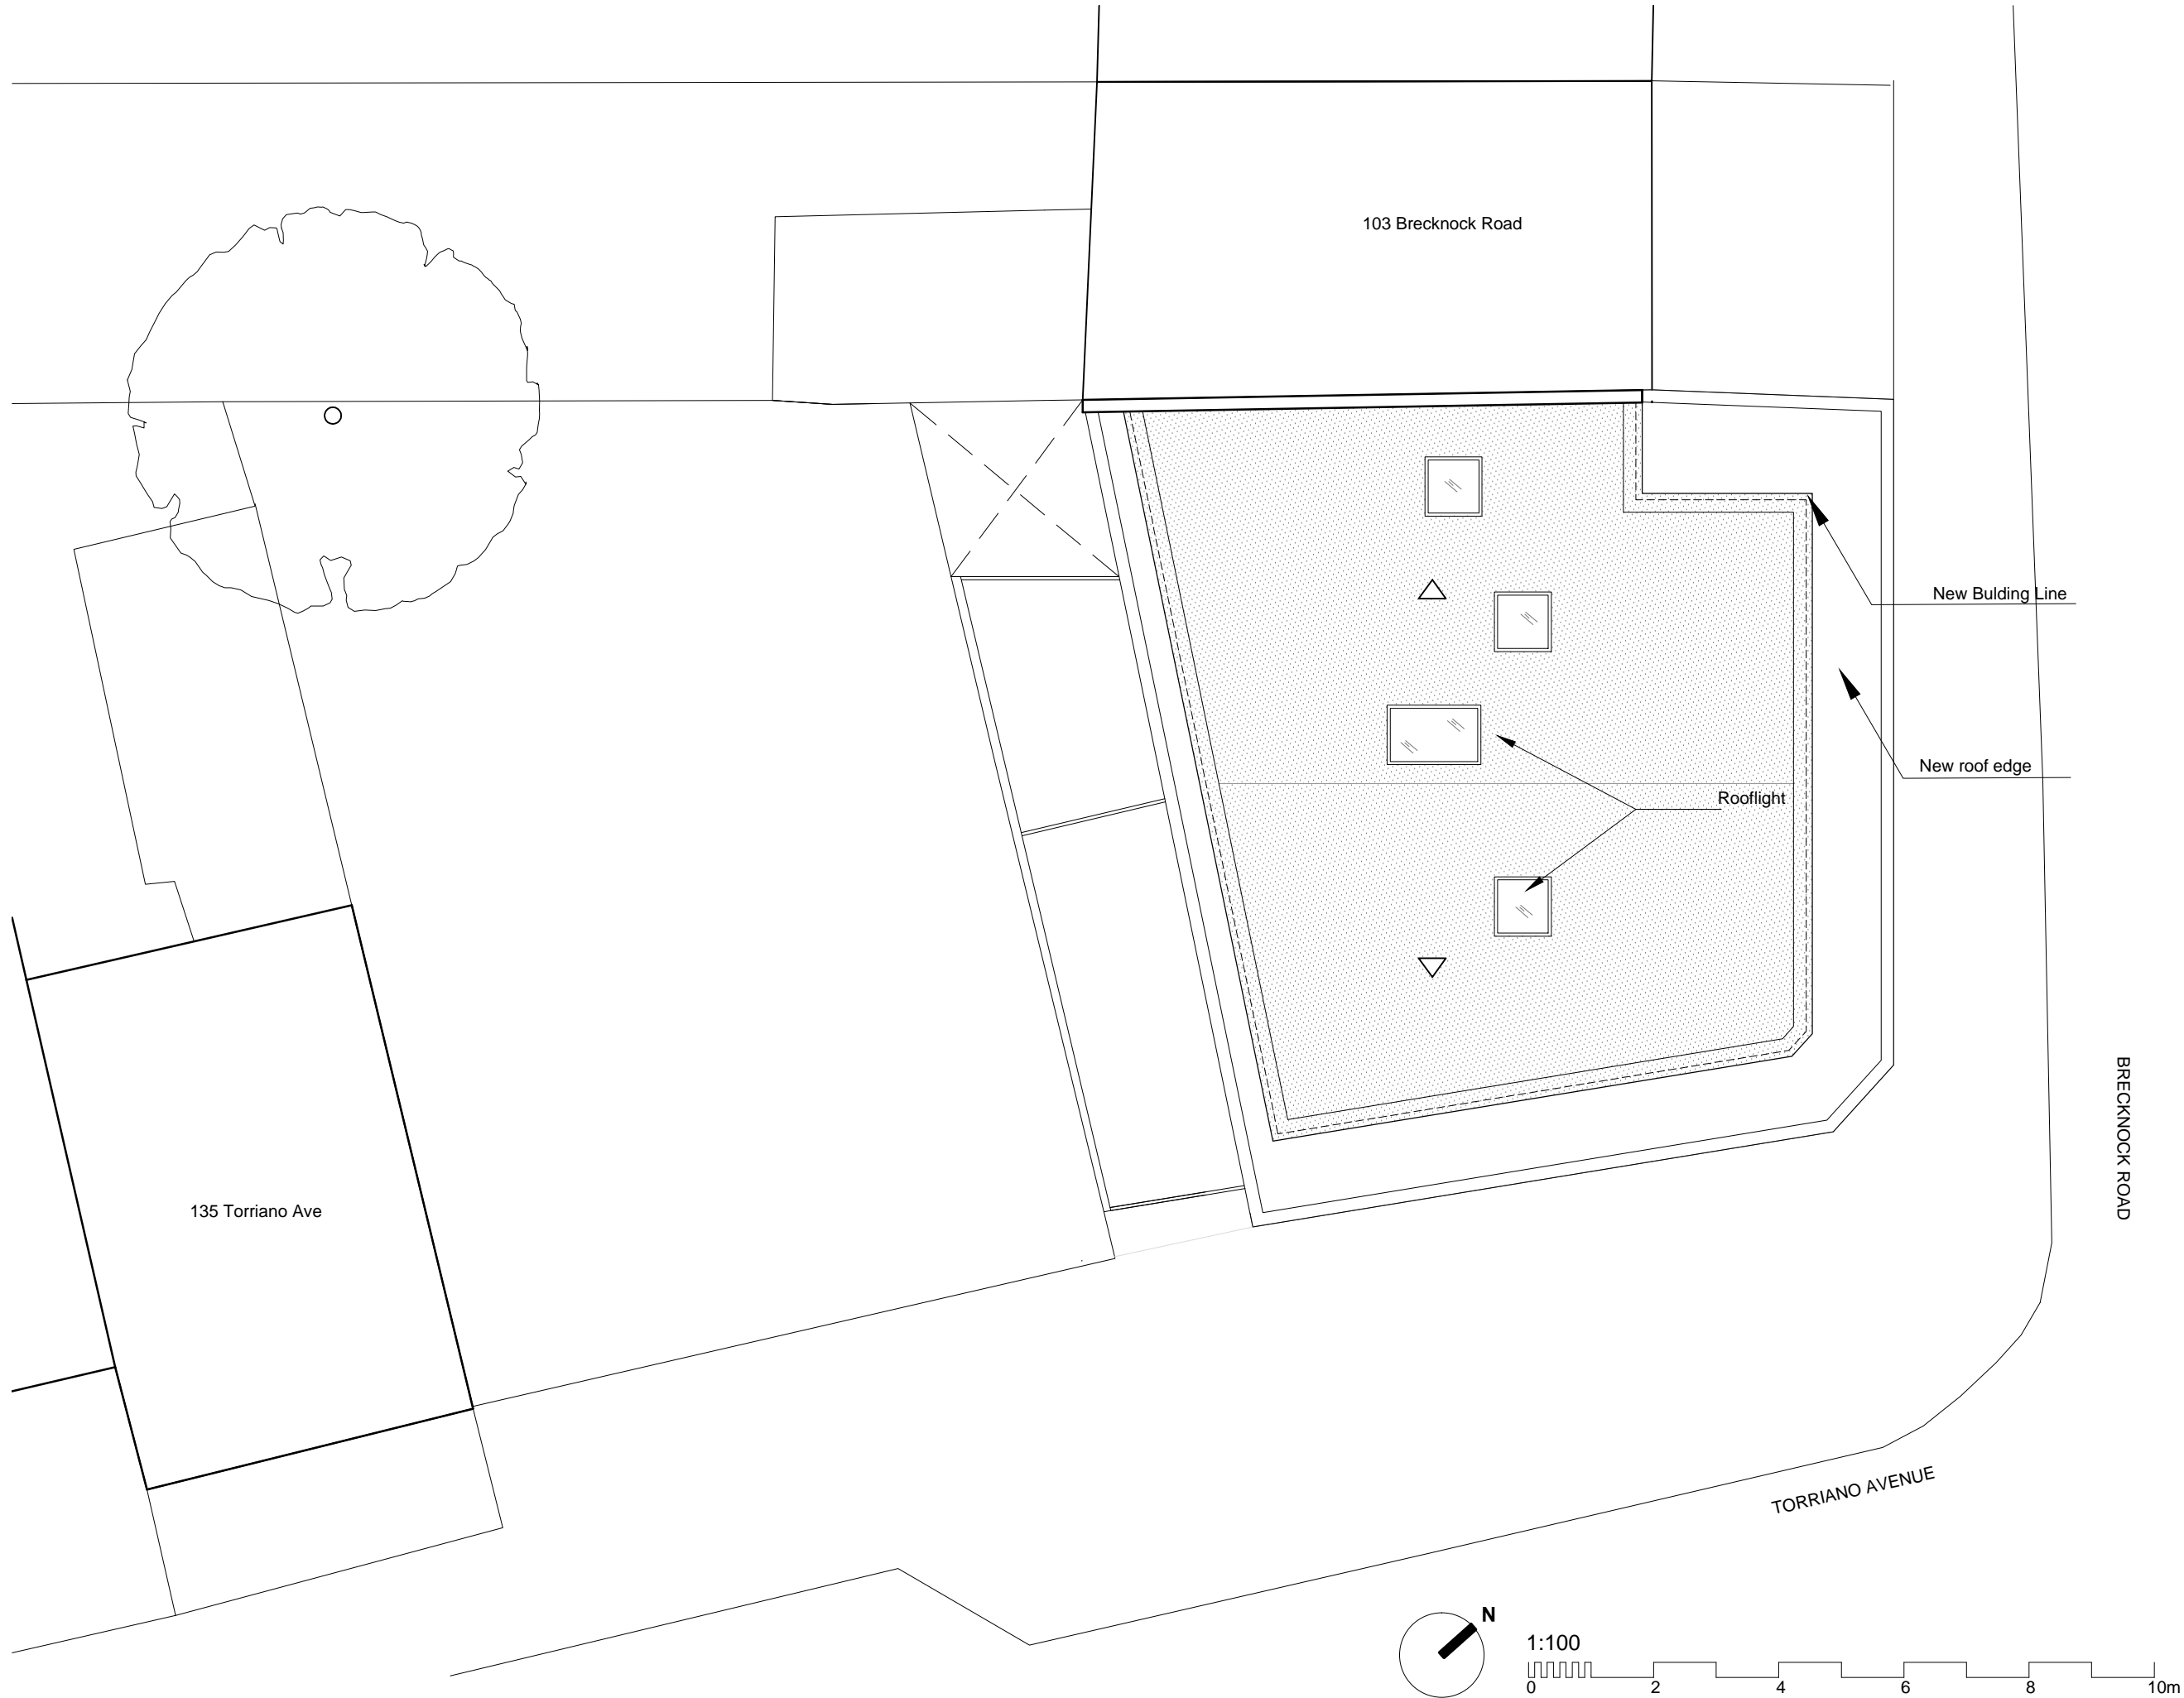 103 Brecknock Road
New Bulding Line
New roof edge
Rooflight
BRECKNOCK ROAD
135 Torriano Ave
TORRIANO AVENUE
N
1:100
0 2 4 6 8 10m